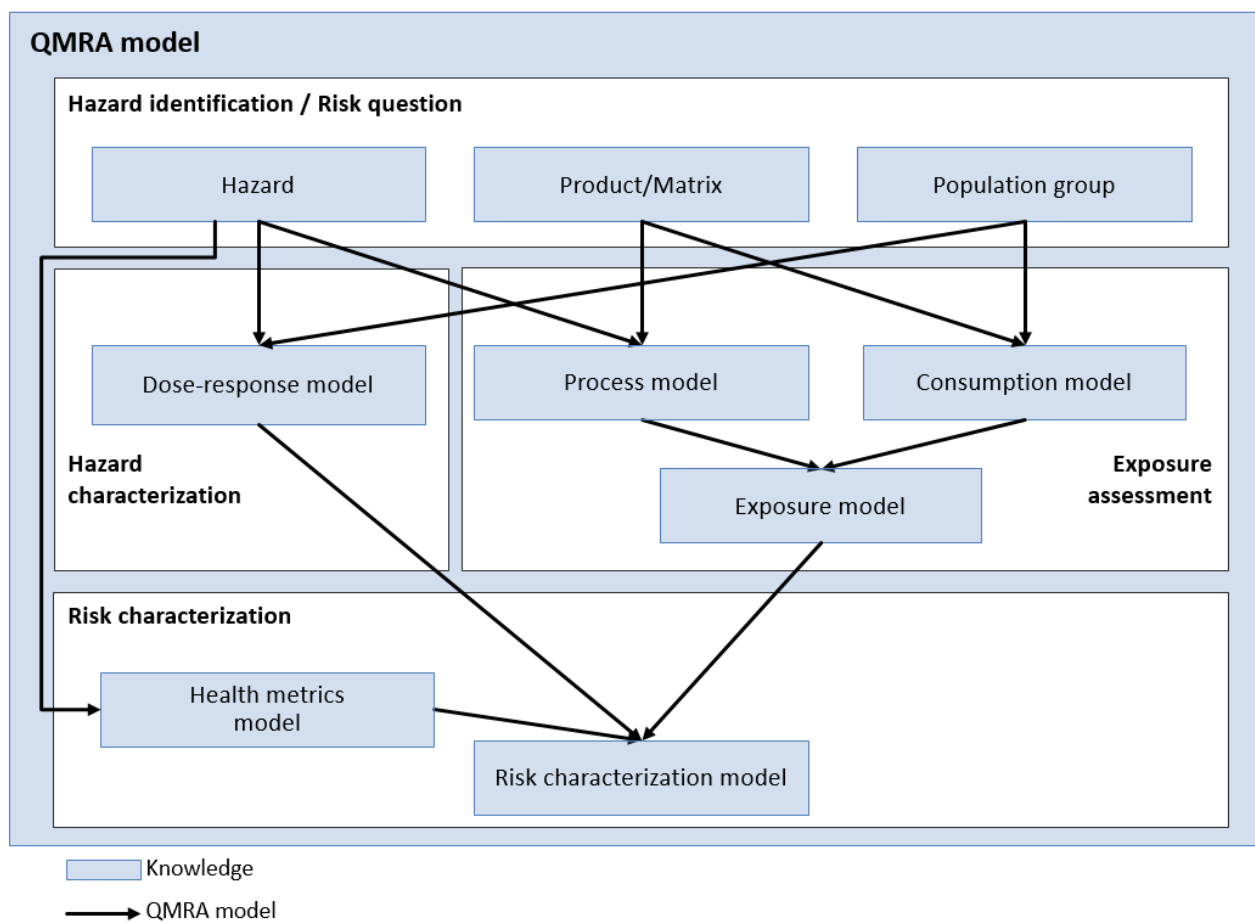 QMRA model
Hazard identification / Risk question
Hazard
Product/Matrix
Population group
Dose-response model
Process model
Consumption model
Hazard
characterization
Exposure
assessment
Exposure model
Risk characterization
Health metrics
model
Risk characterization model
Knowledge
QMRA model